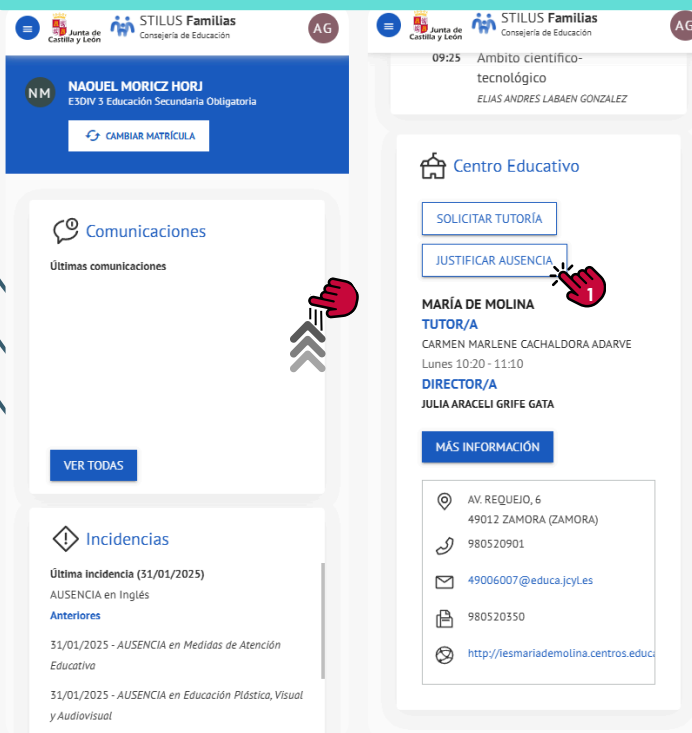 Junta de
Castilla y León
STILUS Familias
Consejería de Educación
AG
NM
NAOUEL MORICZ HORJ
E3DIV 3 Educación Secundaria Obligatoria
CAMBIAR MATRÍCULA
Comunicaciones
Últimas comunicaciones
VER TODAS
Incidencias
Última incidencia (31/01/2025)
AUSENCIA en Inglés
Anteriores
31/01/2025 - AUSENCIA en Medidas de Atención
Educativa
31/01/2025 - AUSENCIA en Educación Plástica, Visual
y Audiovisual
Junta de
Castilla y León
STILUS Familias
Consejería de Educación
AG
09:25 Ámbito científico-
tecnológico
ELIAS ANDRES LABAEN GONZALEZ
Centro Educativo
SOLICITAR TUTORÍA
JUSTIFICAR AUSENCIA
1
MARÍA DE MOLINA
TUTOR/A
CARMEN MARLENE CACHALDORA ADARVE
Lunes 10:20 - 11:10
DIRECTOR/A
JULIA ARACELI GRIFE GATA
MÁS INFORMACIÓN
AV. REQUEJO, 6
49012 ZAMORA (ZAMORA)
980520901
49006007@educa.jcyl.es
980520350
http://iesmariademolina.centros.educa